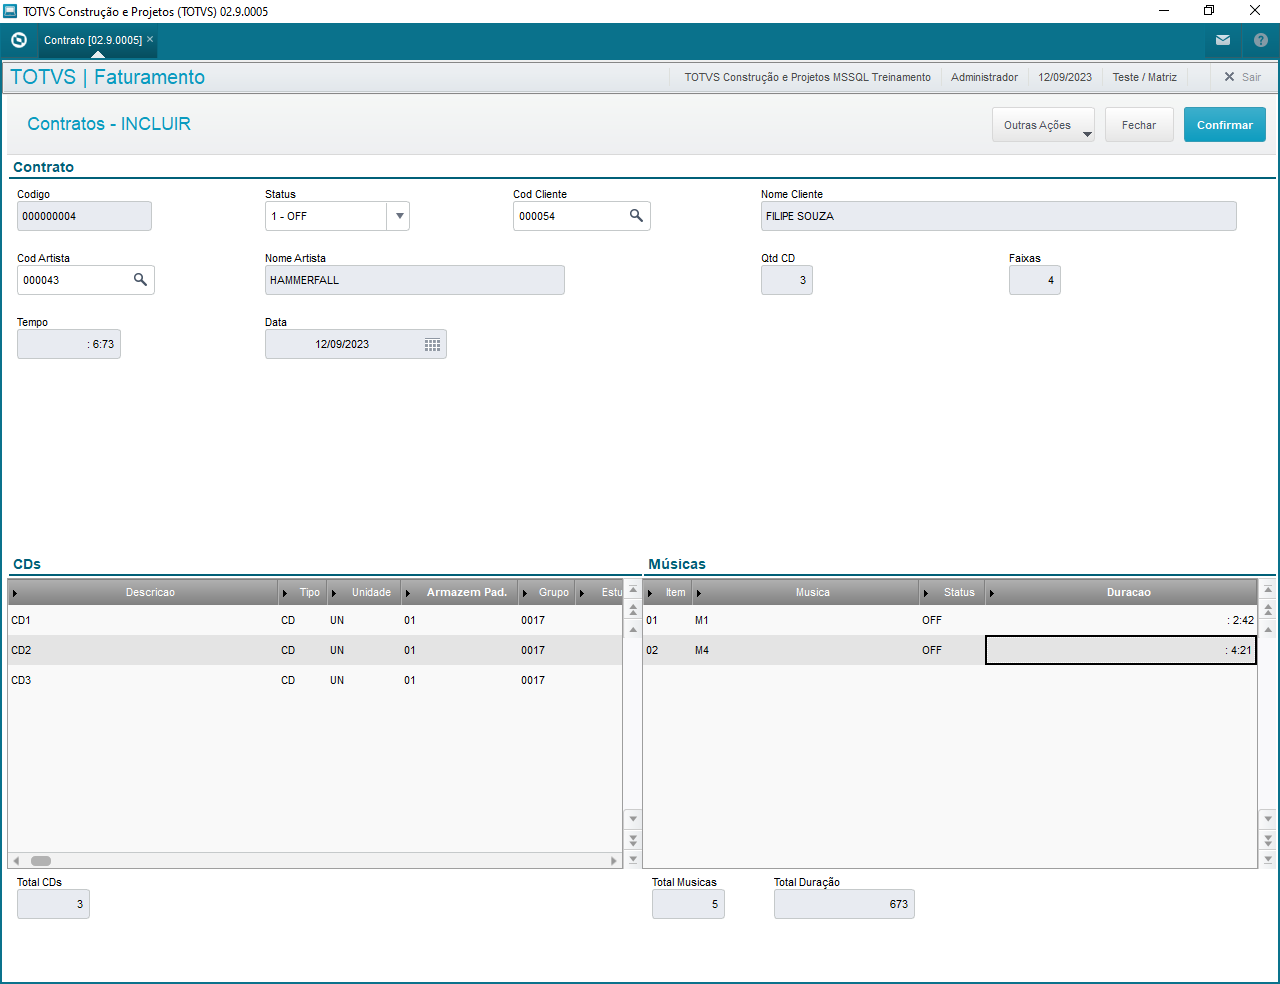 TOTVS Construção e Projetos (TOTVS) 02.9.0005
Contrato [02.9.0005]
TOTVS | Faturamento
TOTVS Construção e Projetos MSSQL Treinamento
Administrador
12/09/2023
Teste / Matriz
Sair
Contratos - INCLUIR
Outras Ações
Fechar
Confirmar
Contrato
Codigo
Status
Cod Cliente
Nome Cliente
000000004
1 - OFF
000054
FILIPE SOUZA
Cod Artista
Nome Artista
Qtd CD
Faixas
000043
HAMMERFALL
3
4
Tempo
Data
: 6:73
12/09/2023
CDs
Descricao Tipo Unidade Armazem Pad. Grupo Estu
CD1 CD UN 01 0017
CD2 CD UN 01 0017
CD3 CD UN 01 0017
Total CDs
3
Músicas
Item Musica Status Duracao
01 M1 OFF : 2:42
02 M4 OFF : 4:21
Total Musicas
Total Duração
5
673